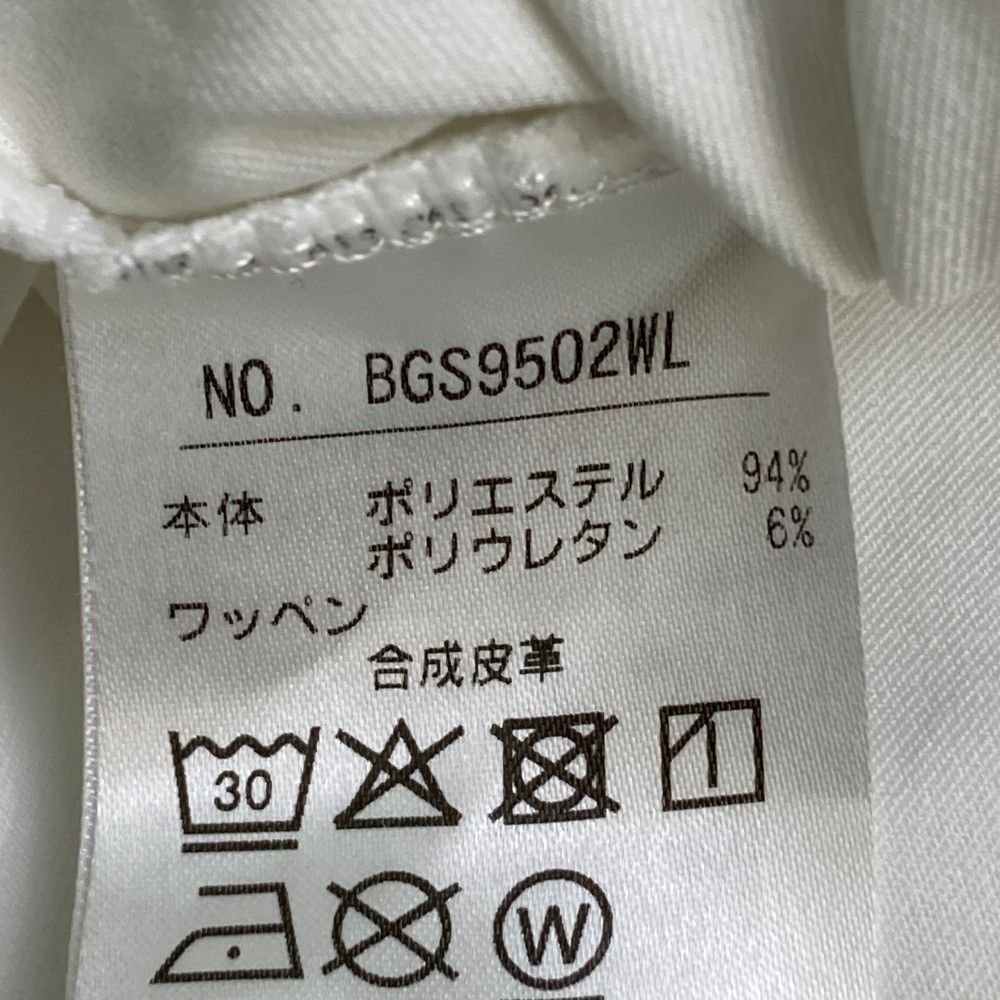 NO. BGS9502WL
本体 ポリエステル 94%
ポリウレタン 6%
ワッペン
合成皮革
30
W